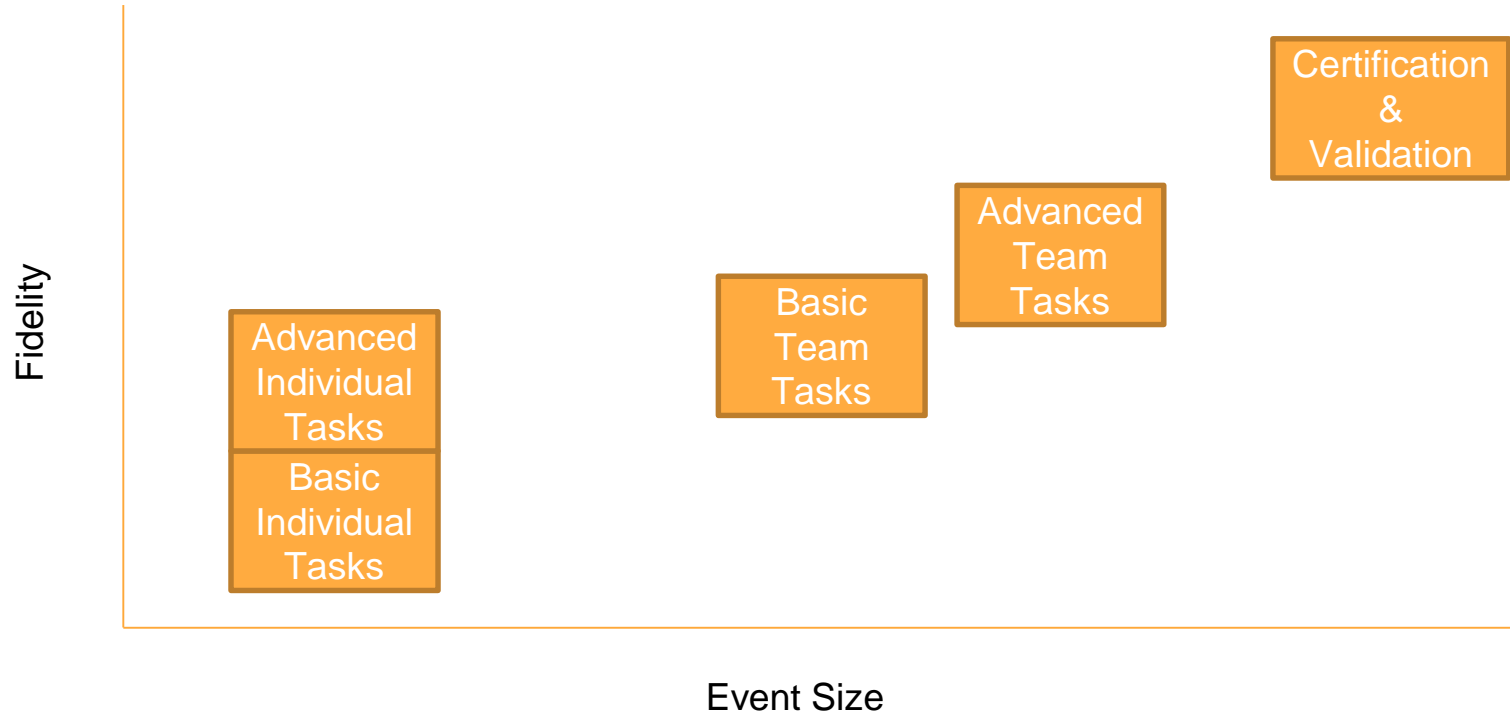 Certification
&
Validation
Advanced
Team
Tasks
Basic
Team
Tasks
Advanced
Individual
Tasks
Basic
Individual
Tasks
Fidelity
Event Size